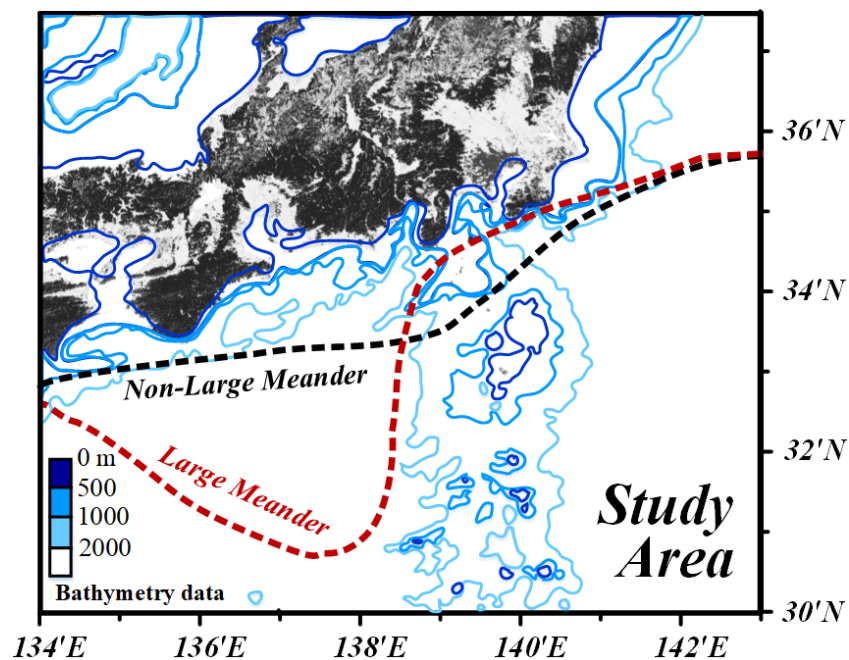 36'N
34'N
Non-Large Meander
Large Meander
32'N
0 m
500
1000
2000
Study
Area
Bathymetry data
30'N
134'E 136'E 138'E 140'E 142'E